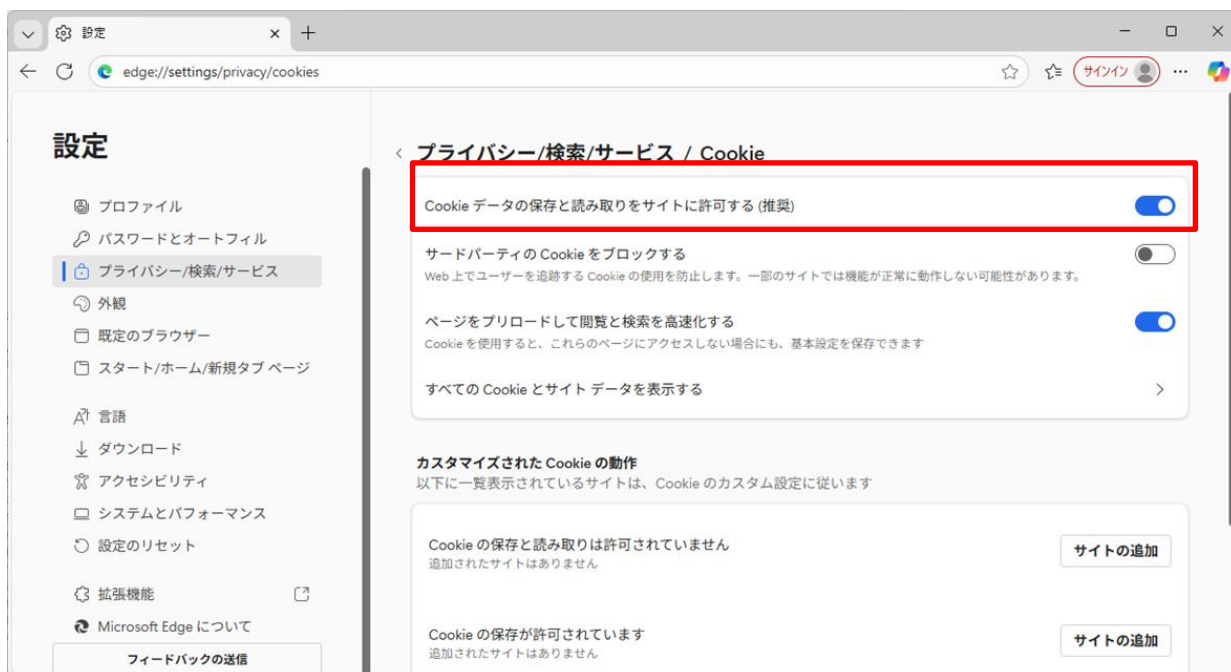 設定
edge://settings/privacy/cookies
サインイン
設定
プロファイル
パスワードとオートフィル
プライバシー/検索/サービス
外観
既定のブラウザー
スタート/ホーム/新規タブ ページ
言語
ダウンロード
アクセシビリティ
システムとパフォーマンス
設定のリセット
拡張機能
Microsoft Edge について
フィードバックの送信
プライバシー/検索/サービス / Cookie
Cookie データの保存と読み取りをサイトに許可する (推奨)
サードパーティの Cookie をブロックする
Web 上でユーザーを追跡する Cookie の使用を防止します。一部のサイトでは機能が正常に動作しない可能性があります。
ページをプリロードして閲覧と検索を高速化する
Cookie を使用すると、これらのページにアクセスしない場合にも、基本設定を保存できます
すべての Cookie とサイト データを表示する
カスタマイズされた Cookie の動作
以下に一覧表示されているサイトは、Cookie のカスタム設定に従います
Cookie の保存と読み取りは許可されていません
追加されたサイトはありません
サイトの追加
Cookie の保存が許可されています
追加されたサイトはありません
サイトの追加